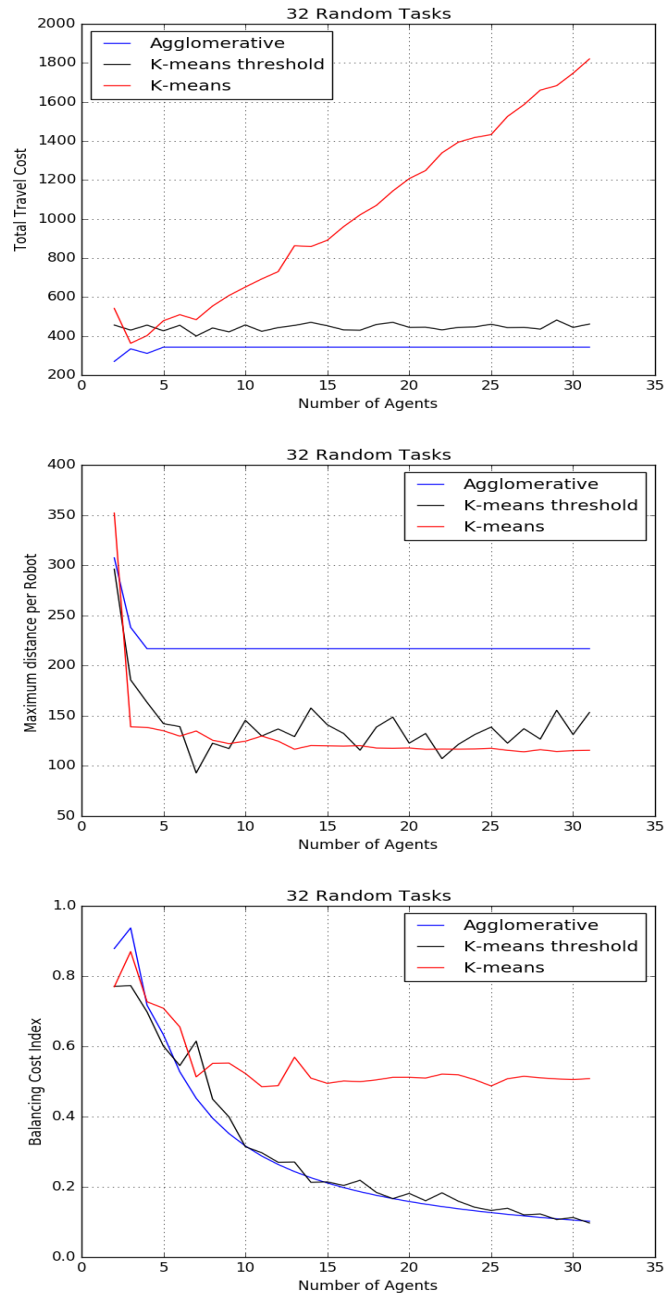 32 Random Tasks
2000
1800
1600
1400
1200
1000
800
600
400
200
Total Travel Cost
Agglomerative
K-means threshold
K-means
0 5 10 15 20 25 30 35
Number of Agents
32 Random Tasks
400
350
300
250
200
150
100
50
Maximum distance per Robot
Agglomerative
K-means threshold
K-means
0 5 10 15 20 25 30 35
Number of Agents
32 Random Tasks
1.0
0.8
0.6
0.4
0.2
0.0
Balancing Cost Index
Agglomerative
K-means threshold
K-means
0 5 10 15 20 25 30 35
Number of Agents